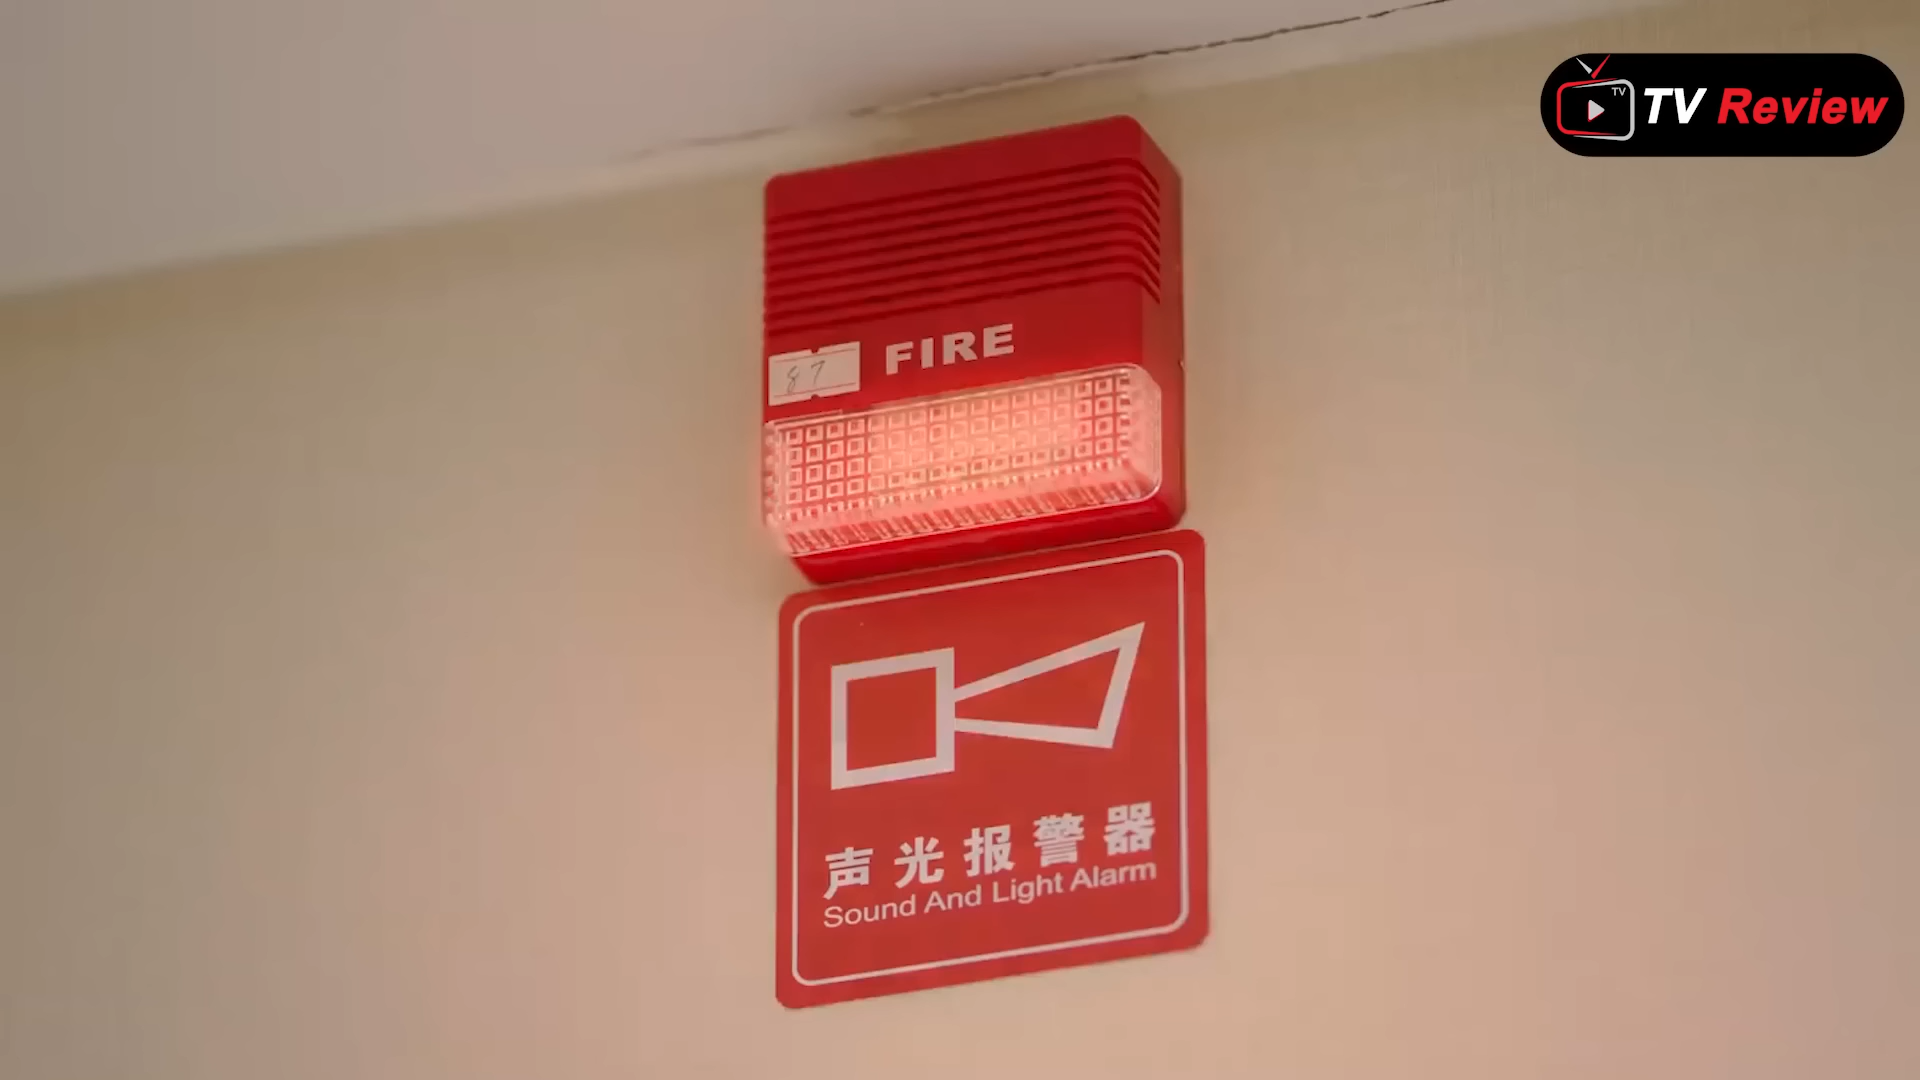 TV
TV Review
FIRE
87
声光报警器
Sound And Light Alarm